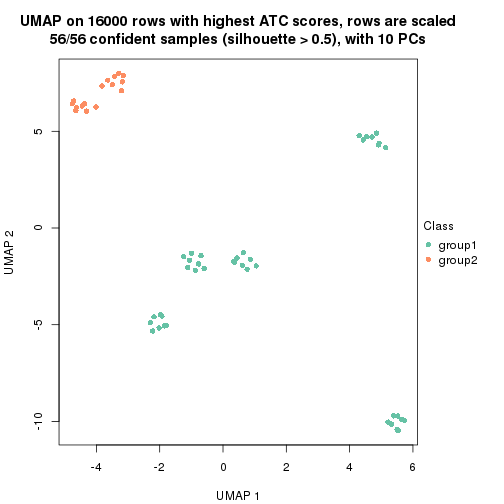 UMAP on 16000 rows with highest ATC scores, rows are scaled
56/56 confident samples (silhouette > 0.5), with 10 PCs
5
0
-5
-10
UMAP 2
Class
group1
group2
-4 -2 0 2 4 6
UMAP 1